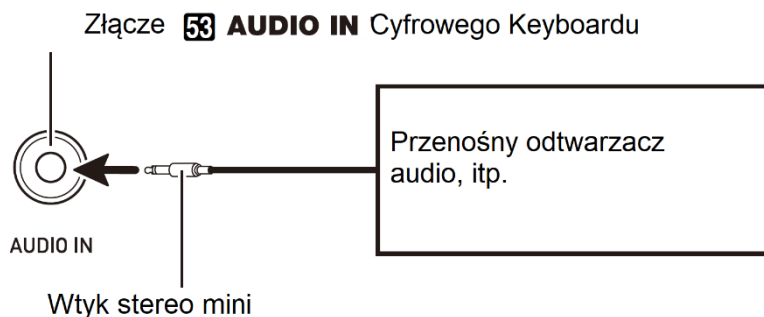 Złącze 53 AUDIO IN Cyfrowego Keyboardu
Przenośny odtwarzacz
audio, itp.
AUDIO IN
Wtyk stereo mini